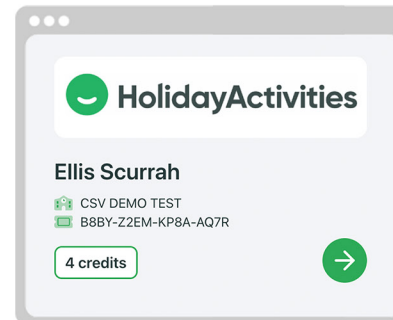 HolidayActivities
Ellis Scurrah
CSV DEMO TEST
B8BY-Z2EM-KP8A-AQ7R
4 credits